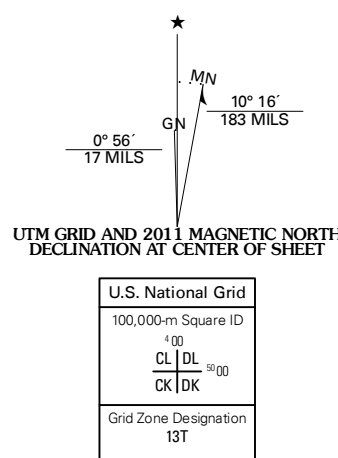 ★
MN
GN
10° 16´
183 MILS
0° 56´
17 MILS
UTM GRID AND 2011 MAGNETIC NORTH
DECLINATION AT CENTER OF SHEET
U.S. National Grid
100,000-m Square ID
4 00
CL DL
50 00
CK DK
Grid Zone Designation
13T